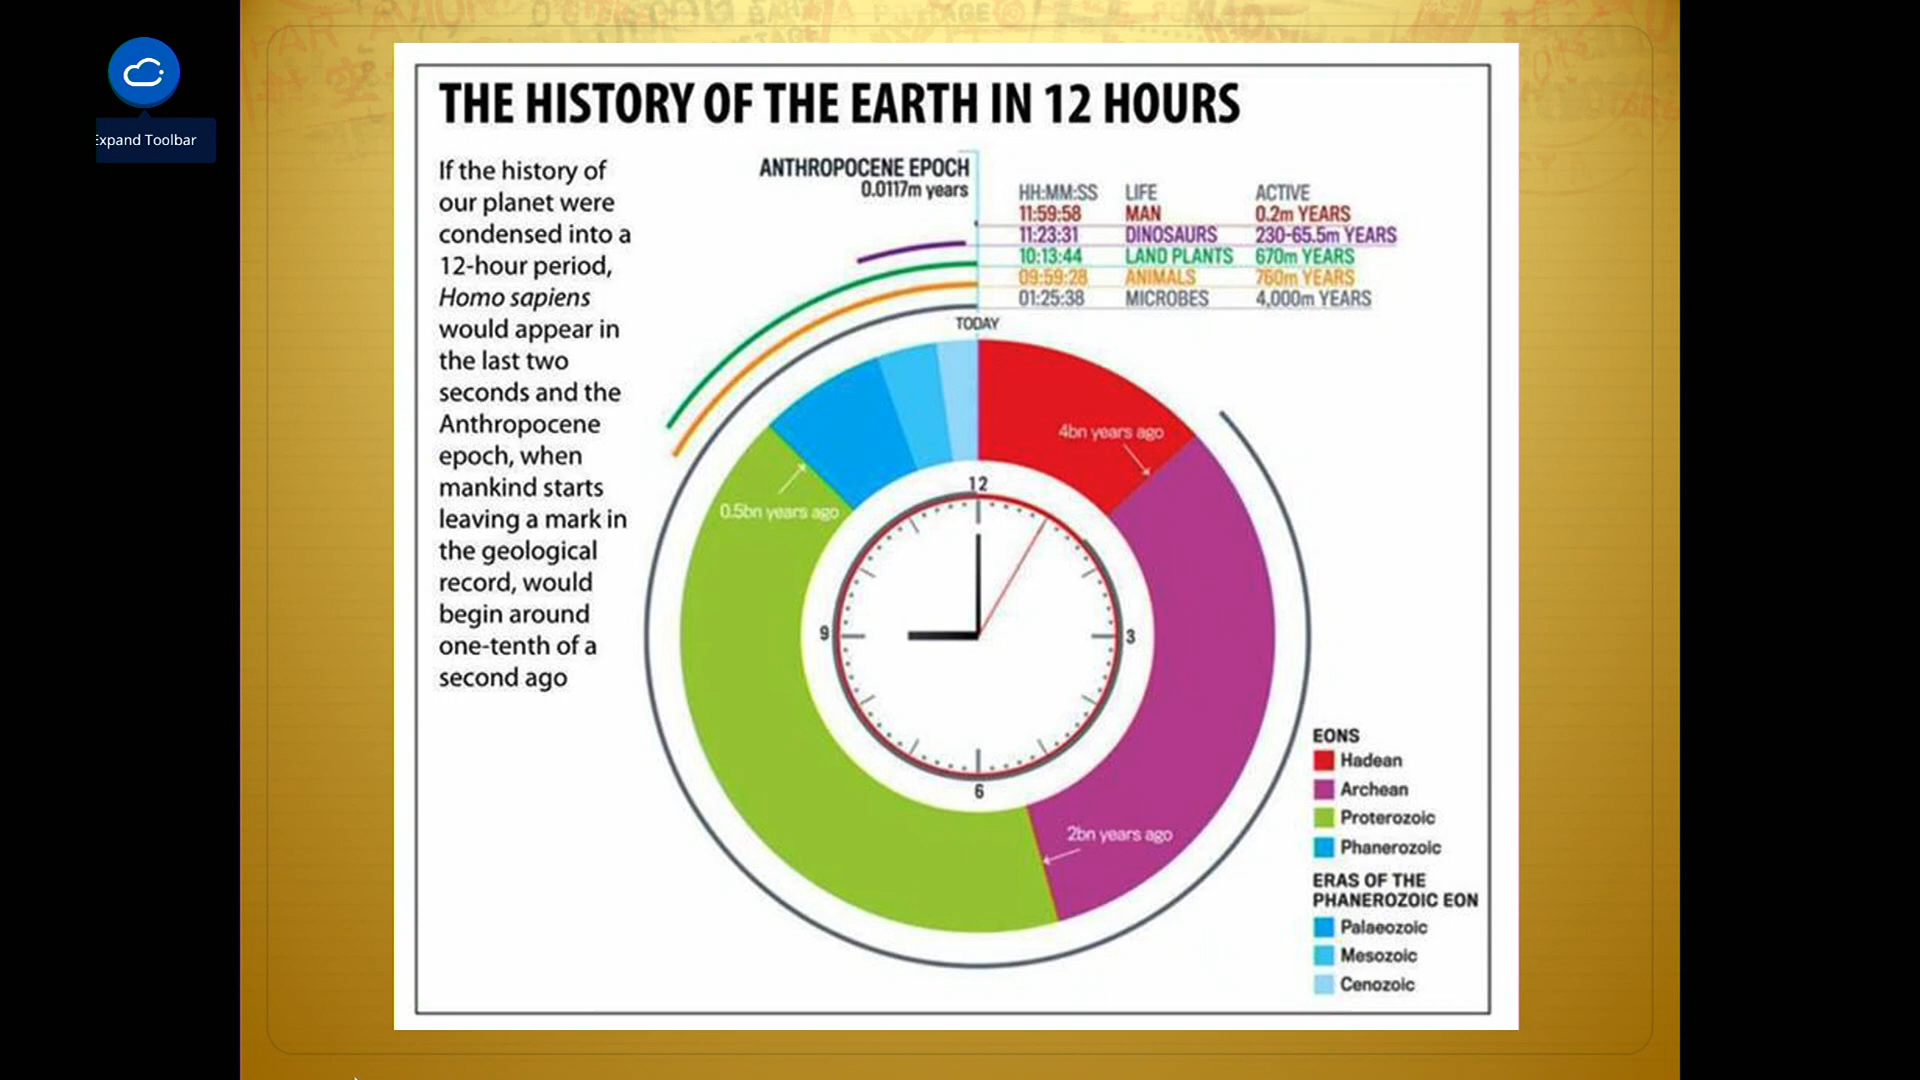 Expand Toolbar
THE HISTORY OF THE EARTH IN 12 HOURS
If the history of
our planet were
condensed into a
12-hour period,
Homo sapiens
would appear in
the last two
seconds and the
Anthropocene
epoch, when
mankind starts
leaving a mark in
the geological
record, would
begin around
one-tenth of a
second ago
ANTHROPOCENE EPOCH
0.0117m years
HH:MM:SS LIFE ACTIVE
11:59:58 MAN 0.2m YEARS
11:23:31 DINOSAURS 230-65.5m YEARS
10:13:44 LAND PLANTS 670m YEARS
09:59:28 ANIMALS 760m YEARS
01:25:38 MICROBES 4,000m YEARS
TODAY
4bn years ago
0.5bn years ago
12
9
3
6
2bn years ago
EONS
Hadean
Archean
Proterozoic
Phanerozoic
ERAS OF THE
PHANEROZOIC EON
Palaeozoic
Mesozoic
Cenozoic